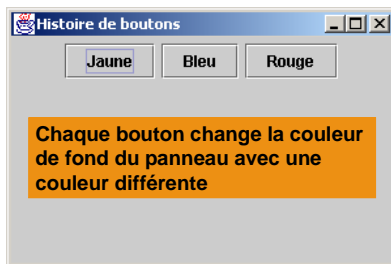 Histoire de boutons
Jaune Bleu Rouge
Chaque bouton change la couleur
de fond du panneau avec une
couleur différente